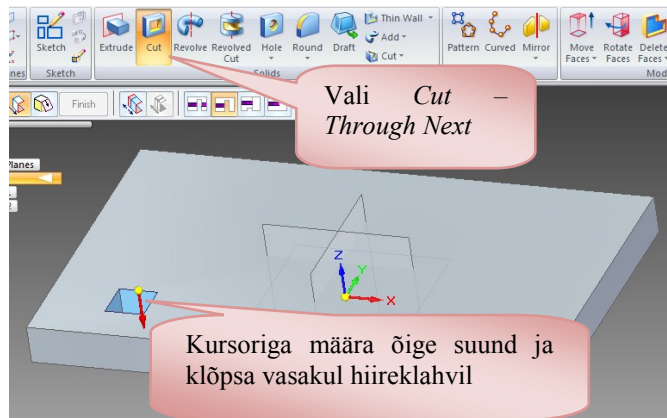 Sketch Extrude Cut Revolve Revolved Cut Hole Round Draft Thin Wall Add Cut Pattern Curved Mirror Move Faces Rotate Faces Delete Faces
Sketch Solids
Finish
Vali Cut –
Through Next
Planes
Z
Y
X
Kursoriga määra õige suund ja
klõpsa vasakul hiireklahvil